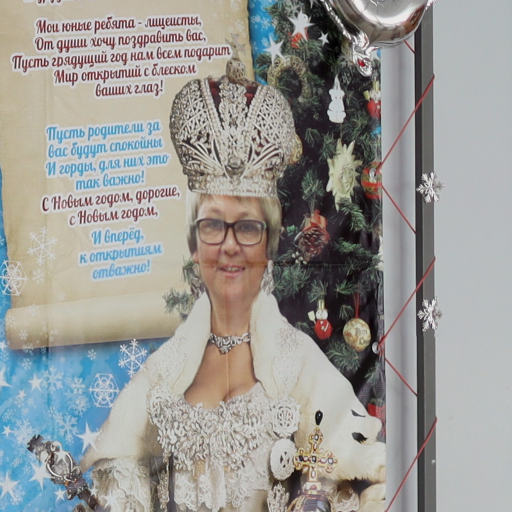 Мои юные ребята - лицеисты,
От души хочу поздравить вас,
Пусть грядущий год нам всем подарит
Мир открытий с блеском
ваших глаз!
Пусть родители за
вас будут спокойны
И горды, для них это
так важно!
С Новым годом, дорогие,
с Новым годом,
И вперёд,
к открытиям
отважно!